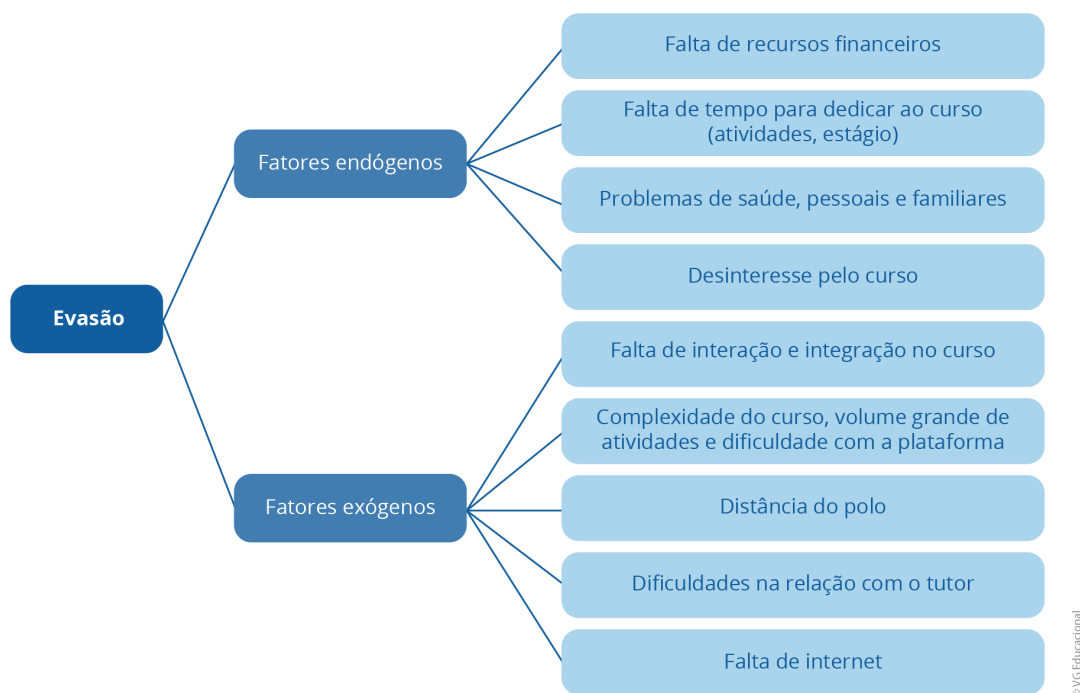 Falta de recursos financeiros
Falta de tempo para dedicar ao curso
(atividades, estágio)
Fatores endógenos
Problemas de saúde, pessoais e familiares
Desinteresse pelo curso
Evasão
Falta de interação e integração no curso
Complexidade do curso, volume grande de
atividades e dificuldade com a plataforma
Fatores exógenos
Distância do polo
Dificuldades na relação com o tutor
Falta de internet
VG Educacional